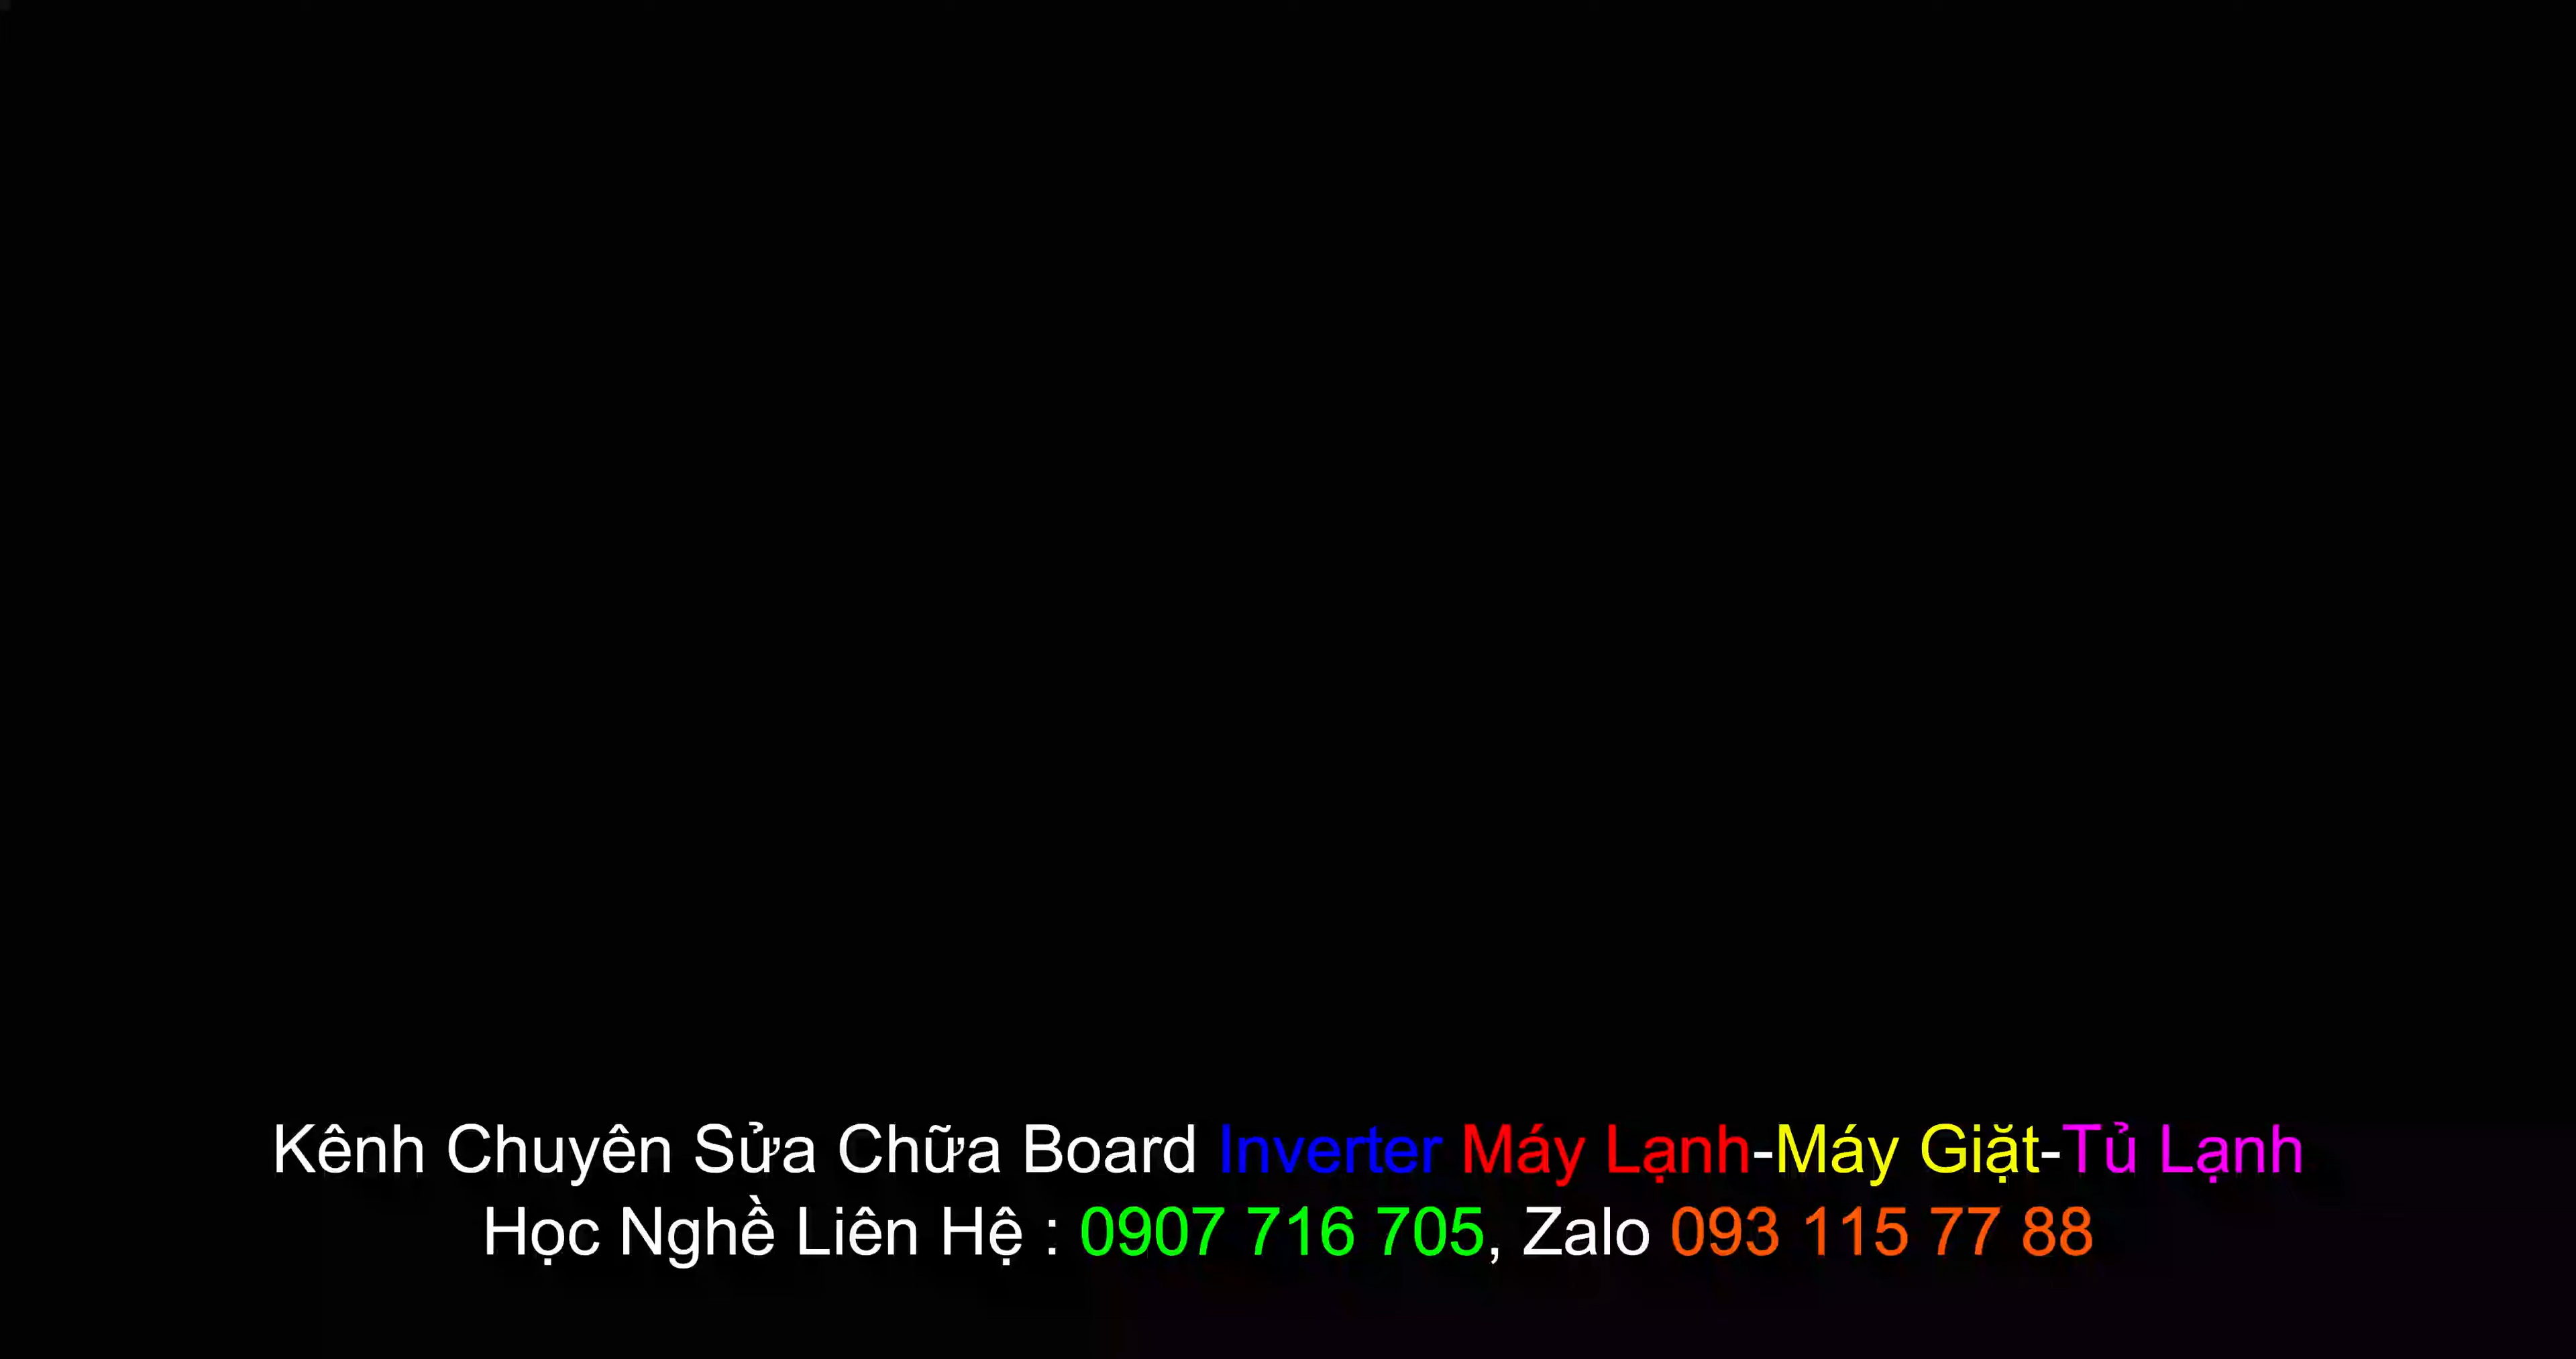 Kênh Chuyên Sửa Chữa Board Inverter Máy Lạnh-Máy Giặt-Tủ Lạnh
Học Nghề Liên Hệ : 0907 716 705, Zalo 093 115 77 88